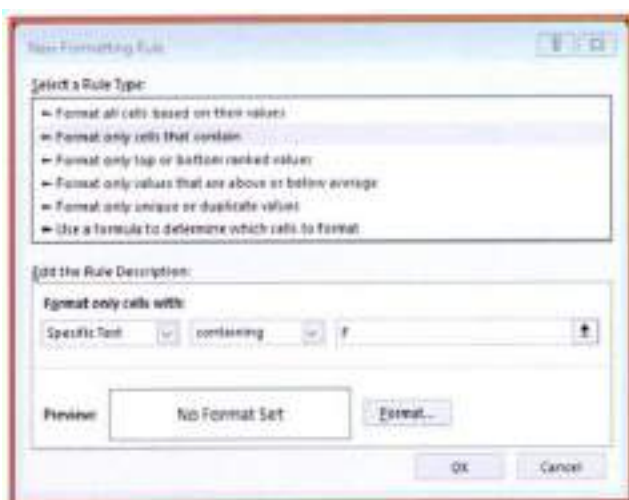 New Formatting Rule
? 
Select a Rule Type:
► Format all cells based on their values
► Format only cells that contain
► Format only top or bottom ranked values
► Format only values that are above or below average
► Format only unique or duplicate values
► Use a formula to determine which cells to format
Edit the Rule Description:
Format only cells with:
Specific Text containing F
Preview: No Format Set Format...
OK Cancel